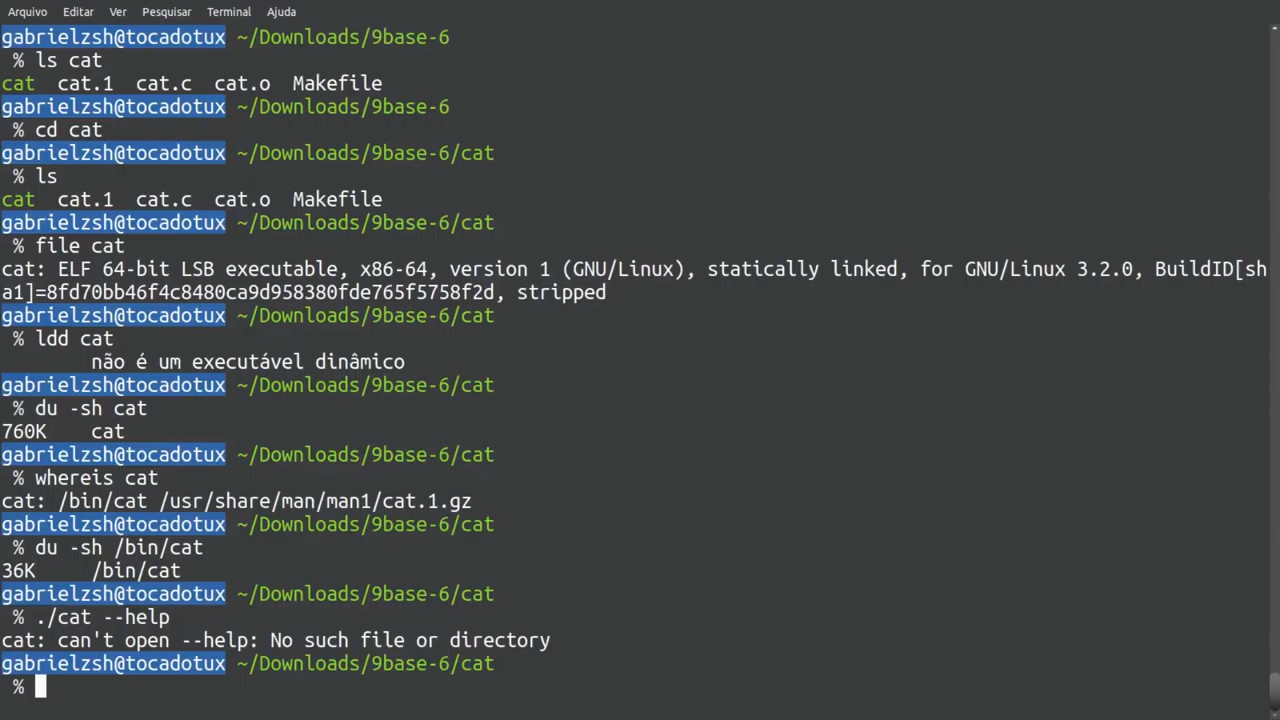 Arquivo Editar Ver Pesquisar Terminal Ajuda
gabrielzsh@tocadotux ~/Downloads/9base-6
% ls cat
cat cat.1 cat.c cat.o Makefile
gabrielzsh@tocadotux ~/Downloads/9base-6
% cd cat
gabrielzsh@tocadotux ~/Downloads/9base-6/cat
% ls
cat cat.1 cat.c cat.o Makefile
gabrielzsh@tocadotux ~/Downloads/9base-6/cat
% file cat
cat: ELF 64-bit LSB executable, x86-64, version 1 (GNU/Linux), statically linked, for GNU/Linux 3.2.0, BuildID[sh
a1]=8fd70bb46f4c8480ca9d958380fde765f5758f2d, stripped
gabrielzsh@tocadotux ~/Downloads/9base-6/cat
% ldd cat
não é um executável dinâmico
gabrielzsh@tocadotux ~/Downloads/9base-6/cat
% du -sh cat
760K cat
gabrielzsh@tocadotux ~/Downloads/9base-6/cat
% whereis cat
cat: /bin/cat /usr/share/man/man1/cat.1.gz
gabrielzsh@tocadotux ~/Downloads/9base-6/cat
% du -sh /bin/cat
36K /bin/cat
gabrielzsh@tocadotux ~/Downloads/9base-6/cat
% ./cat --help
cat: can't open --help: No such file or directory
gabrielzsh@tocadotux ~/Downloads/9base-6/cat
%